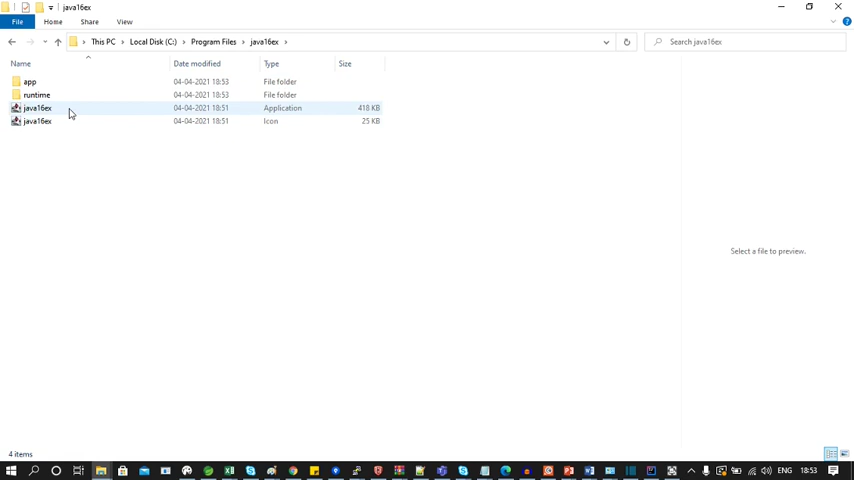 java16ex
File Home Share View
This PC Local Disk (C:) Program Files java16ex Search java16ex
Name Date modified Type Size
app 04-04-2021 18:53 File folder
runtime 04-04-2021 18:53 File folder
java16ex 04-04-2021 18:51 Application 418 KB
java16ex 04-04-2021 18:51 Icon 25 KB
Select a file to preview.
4 items
ENG 18:53